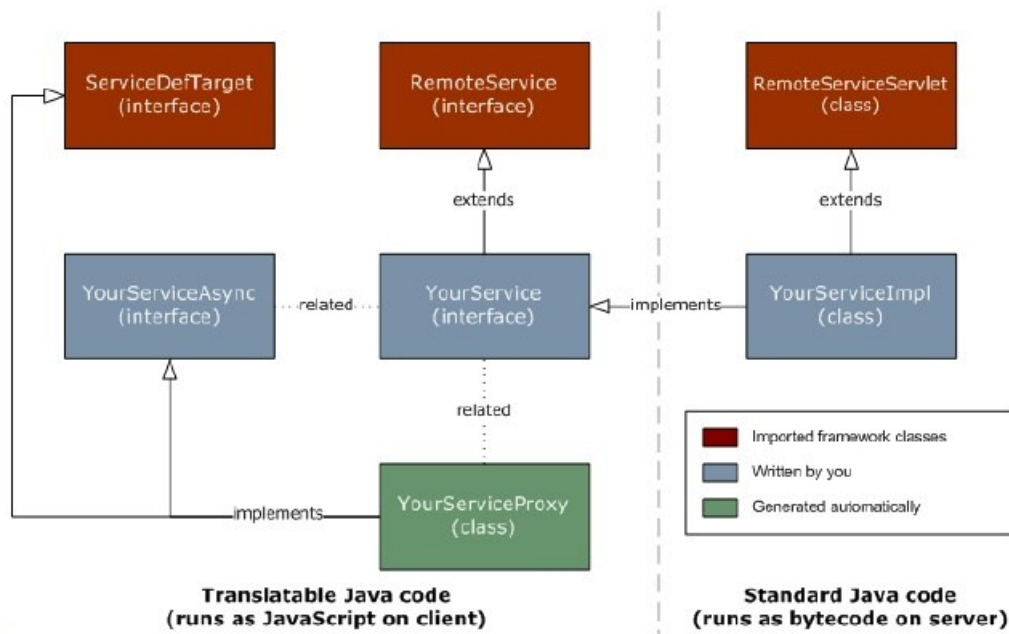 ServiceDefTarget
(interface)
RemoteService
(interface)
RemoteServiceServlet
(class)
extends
extends
YourServiceAsync
(interface)
related
YourService
(interface)
implements
YourServiceImpl
(class)
related
implements
YourServiceProxy
(class)
Imported framework classes
Written by you
Generated automatically
Translatable Java code
(runs as JavaScript on client)
Standard Java code
(runs as bytecode on server)